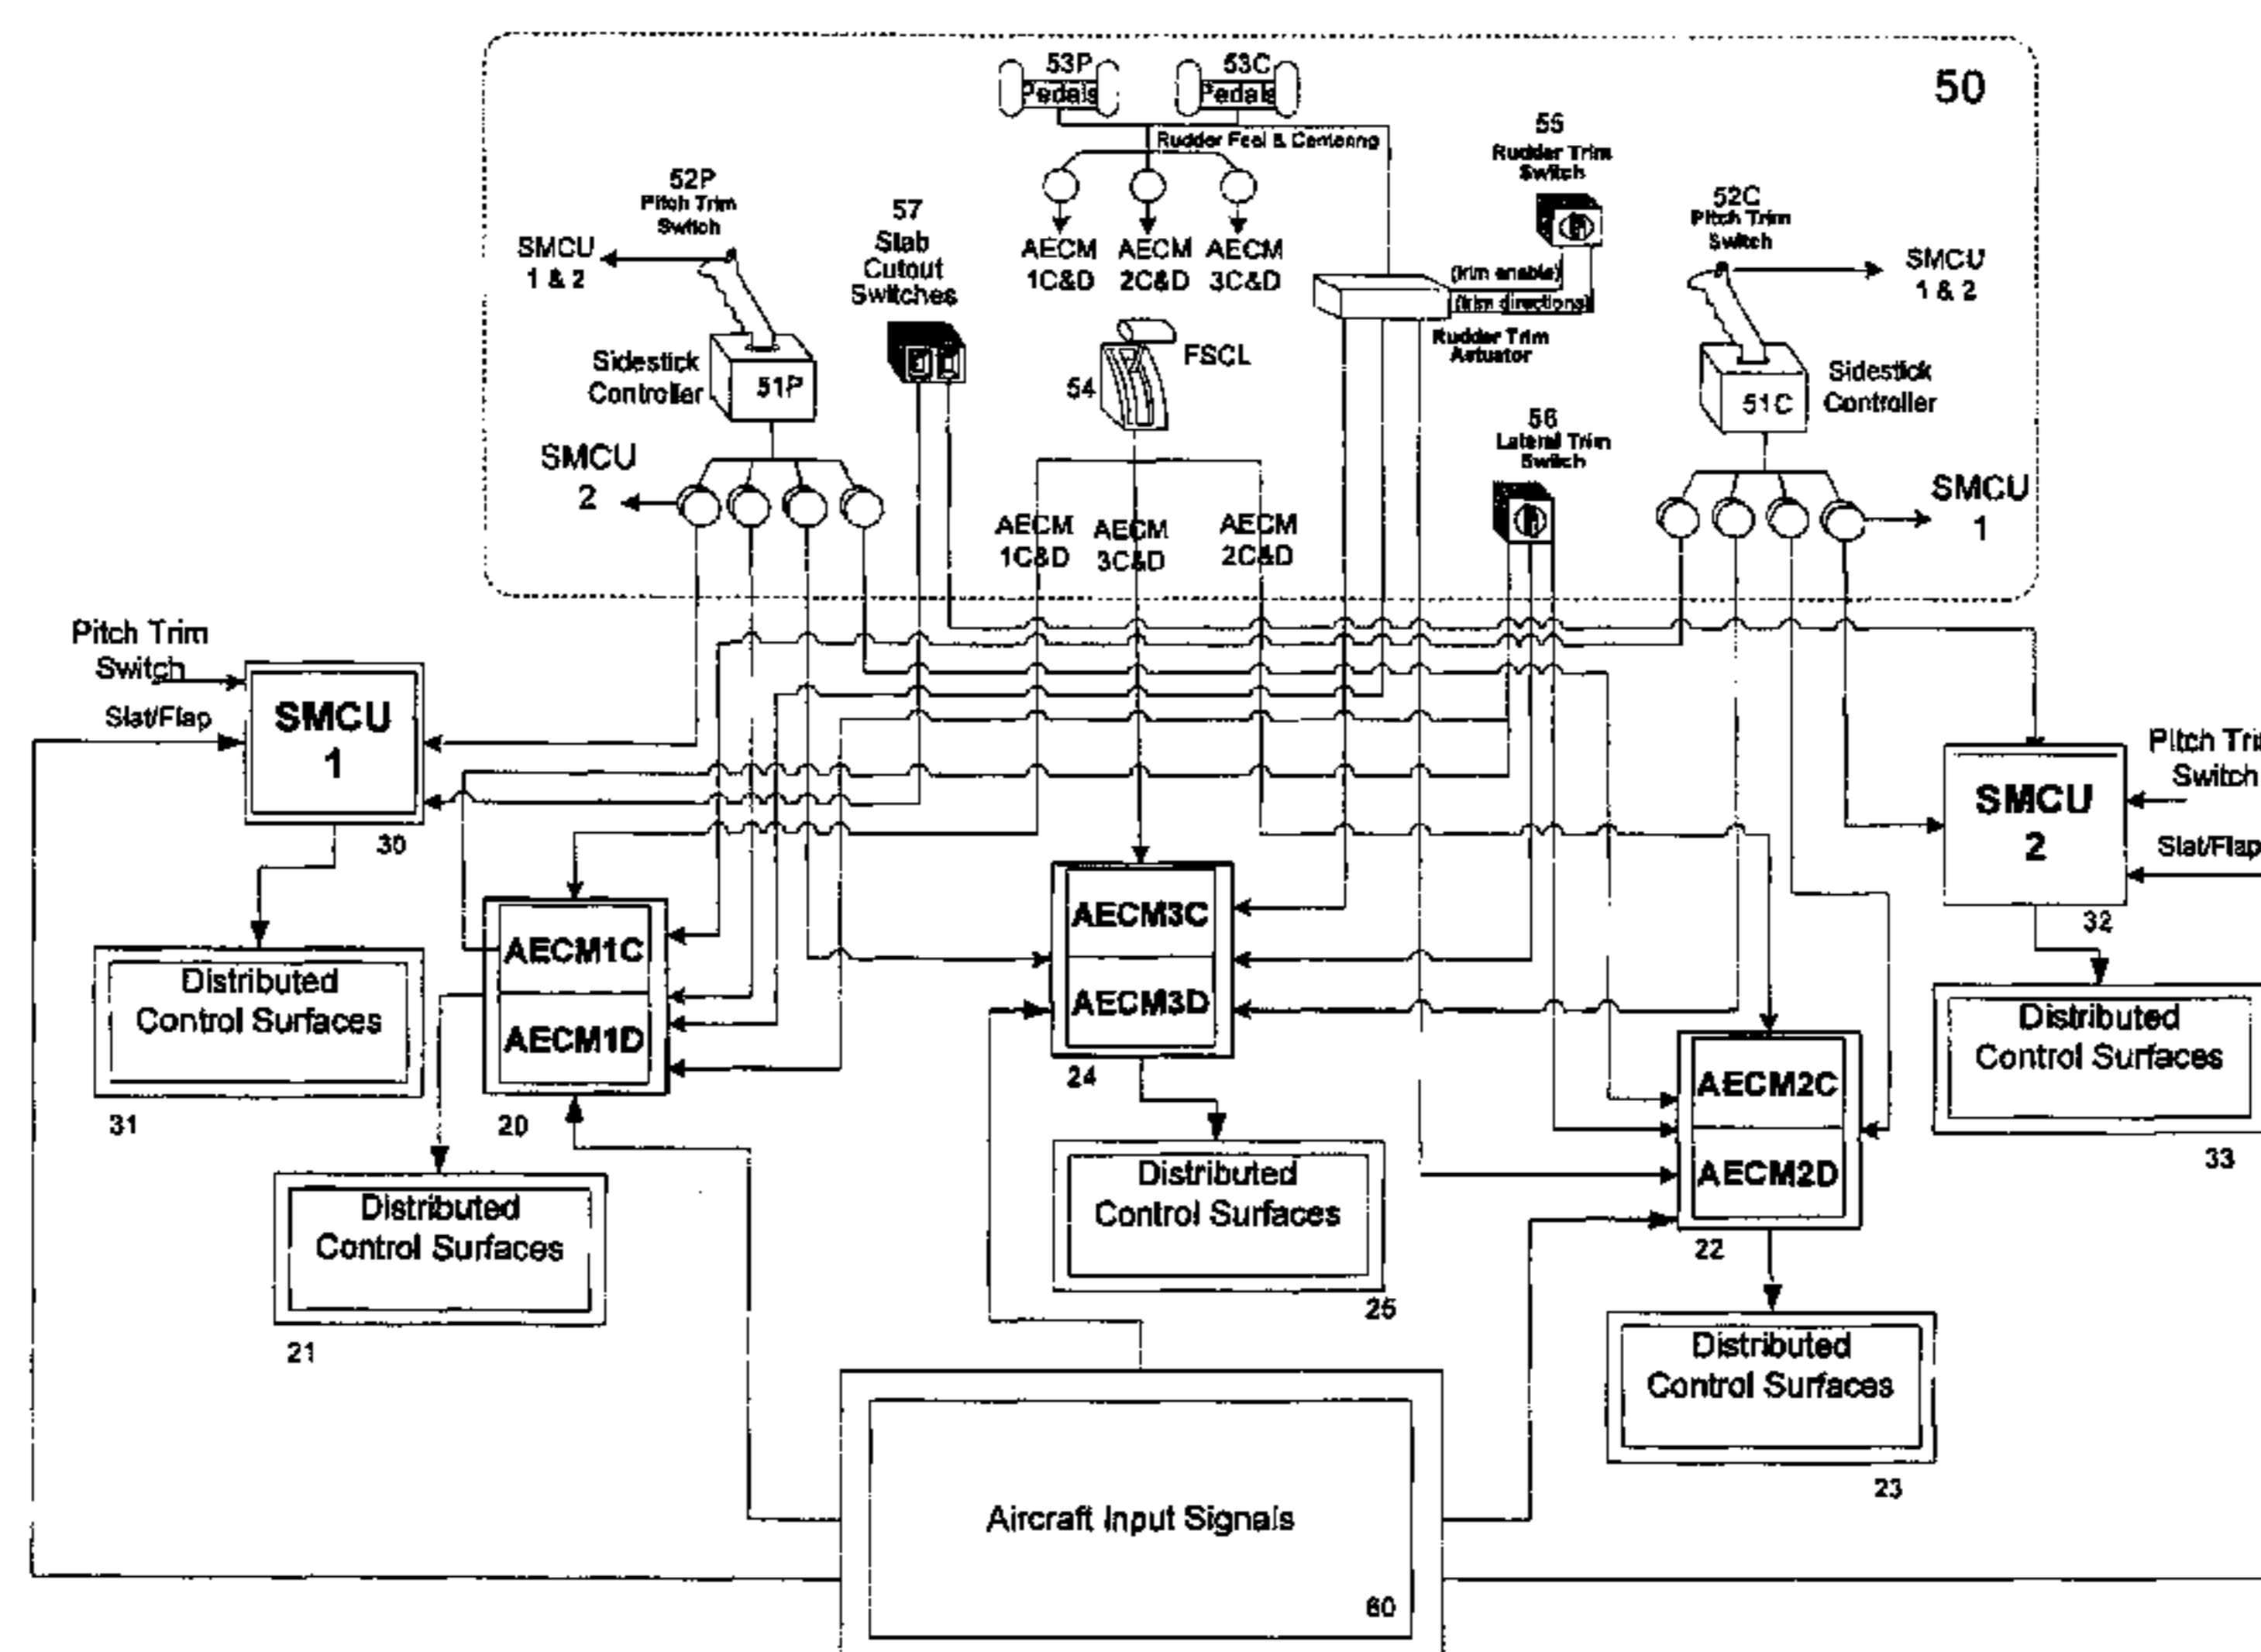 50
53P
Pedals
53C
Pedals
Rudder Feel & Centering
55
Rudder Trim
Switch
52P
Pitch Trim
Switch
57
Stab
Cutout
Switches
52C
Pitch Trim
Switch
SMCU
1 & 2
AECM
1C&D
AECM
2C&D
AECM
3C&D
(trim enable)
(trim directions)
Rudder Trim
Actuator
SMCU
1 & 2
Sidestick
Controller
51P
54
FSCL
51C
Sidestick
Controller
56
Lateral Trim
Switch
SMCU
2
SMCU
1
AECM
1C&D
AECM
3C&D
AECM
2C&D
Pitch Trim
Switch
Slat/Flap
SMCU
1
30
Pitch Tri
Switch
SMCU
2
Slat/Flap
32
AECM1C
AECM1D
20
AECM3C
AECM3D
24
AECM2C
AECM2D
22
Distributed
Control Surfaces
31
Distributed
Control Surfaces
33
Distributed
Control Surfaces
21
Distributed
Control Surfaces
25
Distributed
Control Surfaces
23
Aircraft Input Signals
60